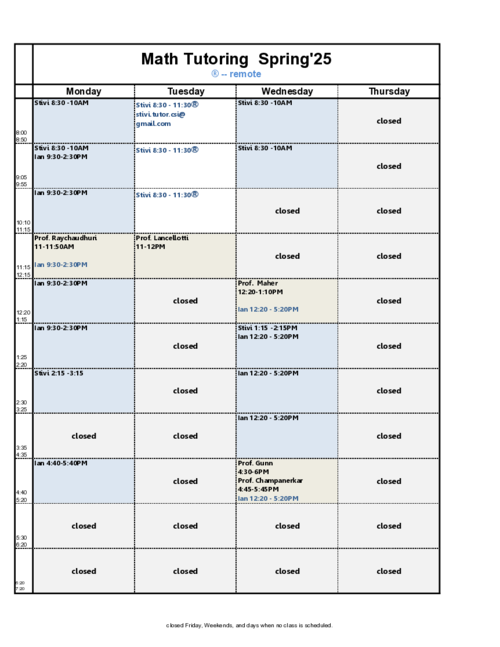 Math Tutoring Spring'25
® -- remote
Monday Tuesday Wednesday Thursday
8:00
8:50
Stivi 8:30 -10AM
Stivi 8:30 - 11:30®
stivi.tutor.csi@
gmail.com
Stivi 8:30 -10AM
closed
9:05
9:55
Stivi 8:30 -10AM
Ian 9:30-2:30PM
Stivi 8:30 - 11:30®
Stivi 8:30 -10AM
closed
10:10
11:15
Ian 9:30-2:30PM
Stivi 8:30 - 11:30®
closed
closed
11:15
12:15
Prof. Raychaudhuri
11-11:50AM
Ian 9:30-2:30PM
Prof. Lancellotti
11-12PM
closed
closed
12:20
1:15
Ian 9:30-2:30PM
closed
Prof. Maher
12:20-1:10PM
Ian 12:20 - 5:20PM
closed
1:25
2:20
Ian 9:30-2:30PM
closed
Stivi 1:15 -2:15PM
Ian 12:20 - 5:20PM
closed
2:30
3:25
Stivi 2:15 -3:15
closed
Ian 12:20 - 5:20PM
closed
3:35
4:35
closed
closed
Ian 12:20 - 5:20PM
closed
4:40
5:20
Ian 4:40-5:40PM
closed
Prof. Gunn
4:30-6PM
Prof. Champanerkar
4:45-5:45PM
Ian 12:20 - 5:20PM
closed
5:30
6:20
closed
closed
closed
closed
7:20
closed
closed
closed
closed
closed Friday, Weekends, and days when no class is scheduled.